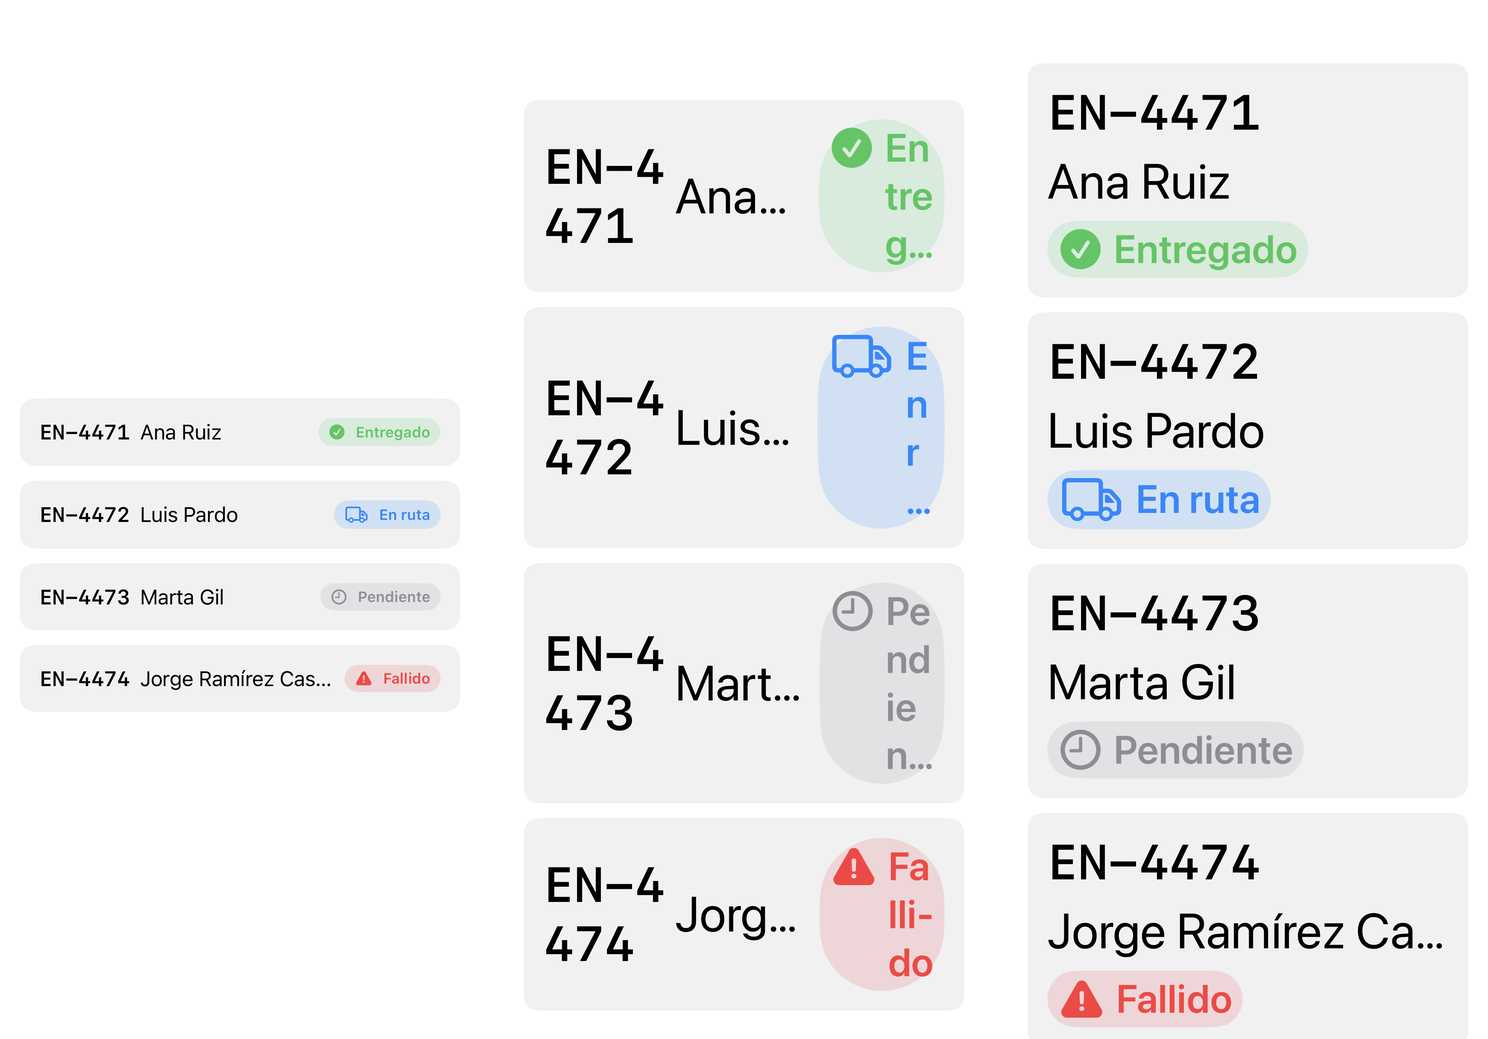 EN–4471 Ana Ruiz Entregado
EN–4472 Luis Pardo En ruta
EN–4473 Marta Gil Pendiente
EN–4474 Jorge Ramírez Cas... Fallido
EN–4
471
Ana...
En
tre
g...
EN–4
472
Luis...
E
n
r
...
EN–4
473
Mart...
Pe
nd
ie
n...
EN–4
474
Jorg...
Fa
lli-
do
EN–4471
Ana Ruiz
Entregado
EN–4472
Luis Pardo
En ruta
EN–4473
Marta Gil
Pendiente
EN–4474
Jorge Ramírez Ca...
Fallido